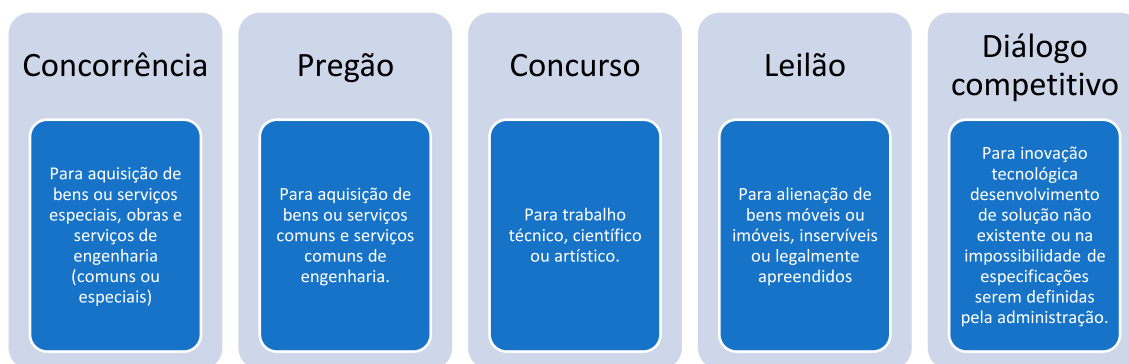 Concorrência
Para aquisição de
bens ou serviços
especiais, obras e
serviços de
engenharia
(comuns ou
especiais)
Pregão
Para aquisição de
bens ou serviços
comuns e serviços
comuns de
engenharia.
Concurso
Para trabalho
técnico, científico
ou artístico.
Leilão
Para alienação de
bens móveis ou
imóveis, inservíveis
ou legalmente
apreendidos
Diálogo
competitivo
Para inovação
tecnológica
desenvolvimento
de solução não
existente ou na
impossibilidade de
especificações
serem definidas
pela administração.